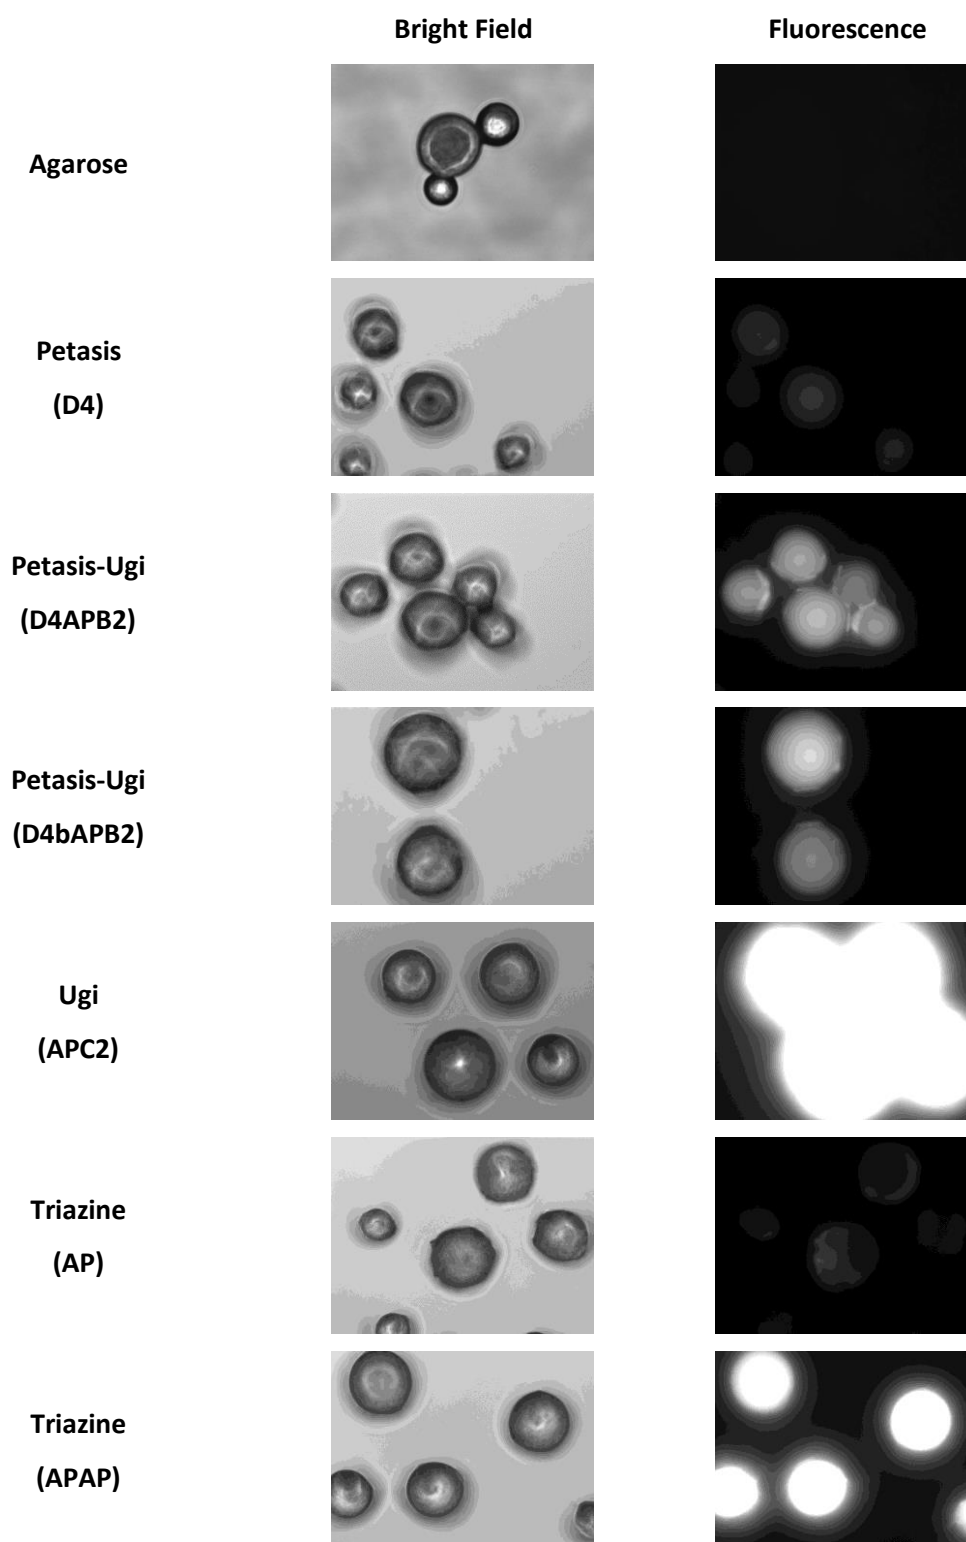 Bright Field Fluorescence
Agarose
Petasis
(D4)
Petasis-Ugi
(D4APB2)
Petasis-Ugi
(D4bAPB2)
Ugi
(APC2)
Triazine
(AP)
Triazine
(APAP)